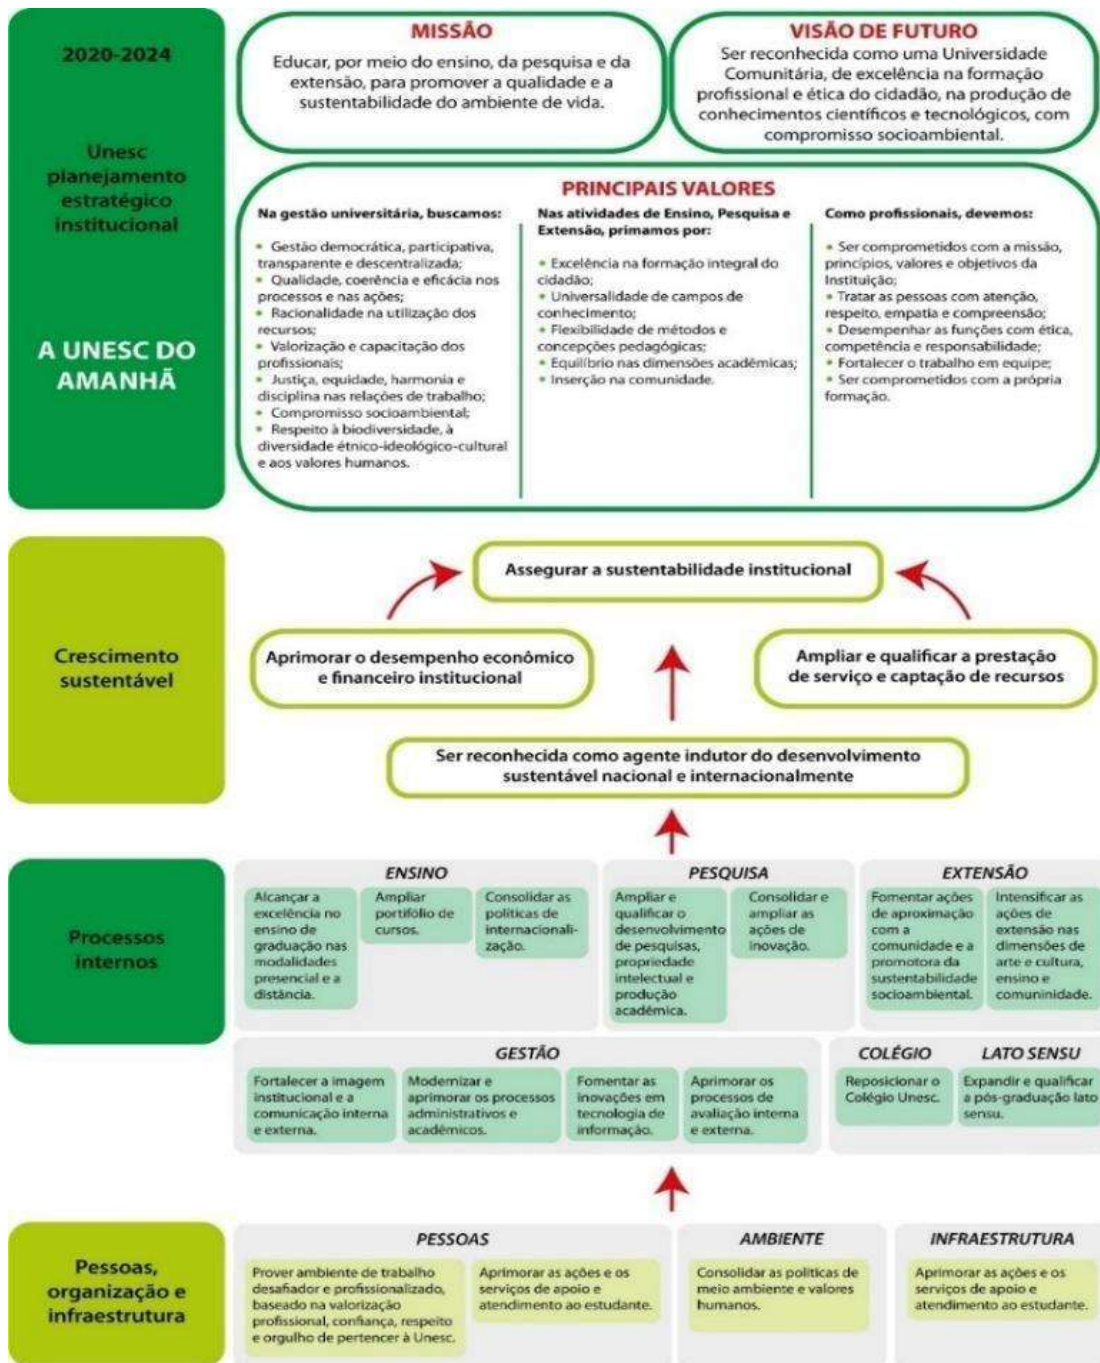 2020-2024
Unesc
planejamento
estratégico
institucional
A UNESC DO
AMANHÃ
MISSÃO
Educar, por meio do ensino, da pesquisa e da
extensão, para promover a qualidade e a
sustentabilidade do ambiente de vida.
VISÃO DE FUTURO
Ser reconhecida como uma Universidade
Comunitária, de excelência na formação
profissional e ética do cidadão, na produção de
conhecimentos científicos e tecnológicos, com
compromisso socioambiental.
PRINCIPAIS VALORES
Na gestão universitária, buscamos:
• Gestão democrática, participativa,
transparente e descentralizada;
• Qualidade, coerência e eficácia nos
processos e nas ações;
• Racionalidade na utilização dos
recursos;
• Valorização e capacitação dos
profissionais;
• Justiça, equidade, harmonia e
disciplina nas relações de trabalho;
• Compromisso socioambiental;
• Respeito à biodiversidade, à
diversidade étnico-ideológico-cultural
e aos valores humanos.
Nas atividades de Ensino, Pesquisa e
Extensão, primamos por:
• Excelência na formação integral do
cidadão;
• Universalidade de campos de
conhecimento;
• Flexibilidade de métodos e
concepções pedagógicas;
• Equilíbrio nas dimensões acadêmicas;
• Inserção na comunidade.
Como profissionais, devemos:
• Ser comprometidos com a missão,
princípios, valores e objetivos da
Instituição;
• Tratar as pessoas com atenção,
respeito, empatia e compreensão;
• Desempenhar as funções com ética,
competência e responsabilidade;
• Fortalecer o trabalho em equipe;
• Ser comprometidos com a própria
formação.
Crescimento
sustentável
Assegurar a sustentabilidade institucional
Aprimorar o desempenho econômico
e financeiro institucional
Ampliar e qualificar a prestação
de serviço e captação de recursos
Ser reconhecida como agente indutor do desenvolvimento
sustentável nacional e internacionalmente
Processos
internos
ENSINO
Alcançar a
excelência no
ensino de
graduação nas
modalidades
presencial e a
distância.
Ampliar
portifólio de
cursos.
Consolidar as
políticas de
internacionali-
zação.
PESQUISA
Ampliar e
qualificar o
desenvolvimento
de pesquisas,
propriedade
intelectual e
produção
acadêmica.
Consolidar e
ampliar as
ações de
Inovação.
EXTENSÃO
Fomentar ações
de aproximação
com a
comunidade e a
promotora da
sustentabilidade
socioambiental.
Intensificar as
ações de
extensão nas
dimensões de
arte e cultura,
ensino e
comuninidade.
GESTÃO
Fortalecer a imagem
institucional e a
comunicação interna
e externa.
Modernizar e
aprimorar os processos
administrativos e
acadêmicos.
Fomentar as
inovações em
tecnologia de
informação.
Aprimorar os
processos de
avaliação interna
e externa.
COLÉGIO
Reposicionar o
Colégio Unesc.
LATO SENSU
Expandir e qualificar
a pós-graduação lato
sensu.
Pessoas,
organização e
infraestrutura
PESSOAS
Prover ambiente de trabalho
desafiador e profissionalizado,
baseado na valorização
profissional, confiança, respeito
e orgulho de pertencer à Unesc.
Aprimorar as ações e os
serviços de apoio e
atendimento ao estudante.
AMBIENTE
Consolidar as políticas de
meio ambiente e valores
humanos.
INFRAESTRUTURA
Aprimorar as ações e os
serviços de apoio e
atendimento ao estudante.